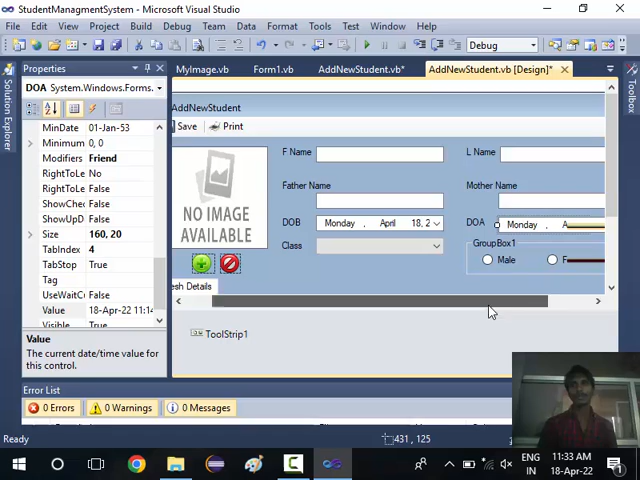 StudentManagmentSystem - Microsoft Visual Studio
File Edit View Project Build Debug Team Data Format Tools Test Window Help
Debug
Properties
MyImage.vb Form1.vb AddNewStudent.vb* AddNewStudent.vb [Design]*
DOA System.Windows.Forms.
Solution Explorer
Toolbox
MinDate 01-Jan-53
Minimum 0, 0
Modifiers Friend
RightToLe No
RightToLe False
ShowChec False
ShowUpD False
Size 160, 20
TabIndex 4
TabStop True
Tag
UseWaitC False
Value 18-Apr-22 11:14
Visible True
Value
The current date/time value for this control.
AddNewStudent
Save Print
NO IMAGE
AVAILABLE
F Name
L Name
Father Name
Mother Name
DOB Monday , April 18, 2
DOA Monday , A
Class
GroupBox1
Male F
esh Details
ToolStrip1
Error List
0 Errors 0 Warnings 0 Messages
Ready
431 , 125
ENG
IN
11:33 AM
18-Apr-22